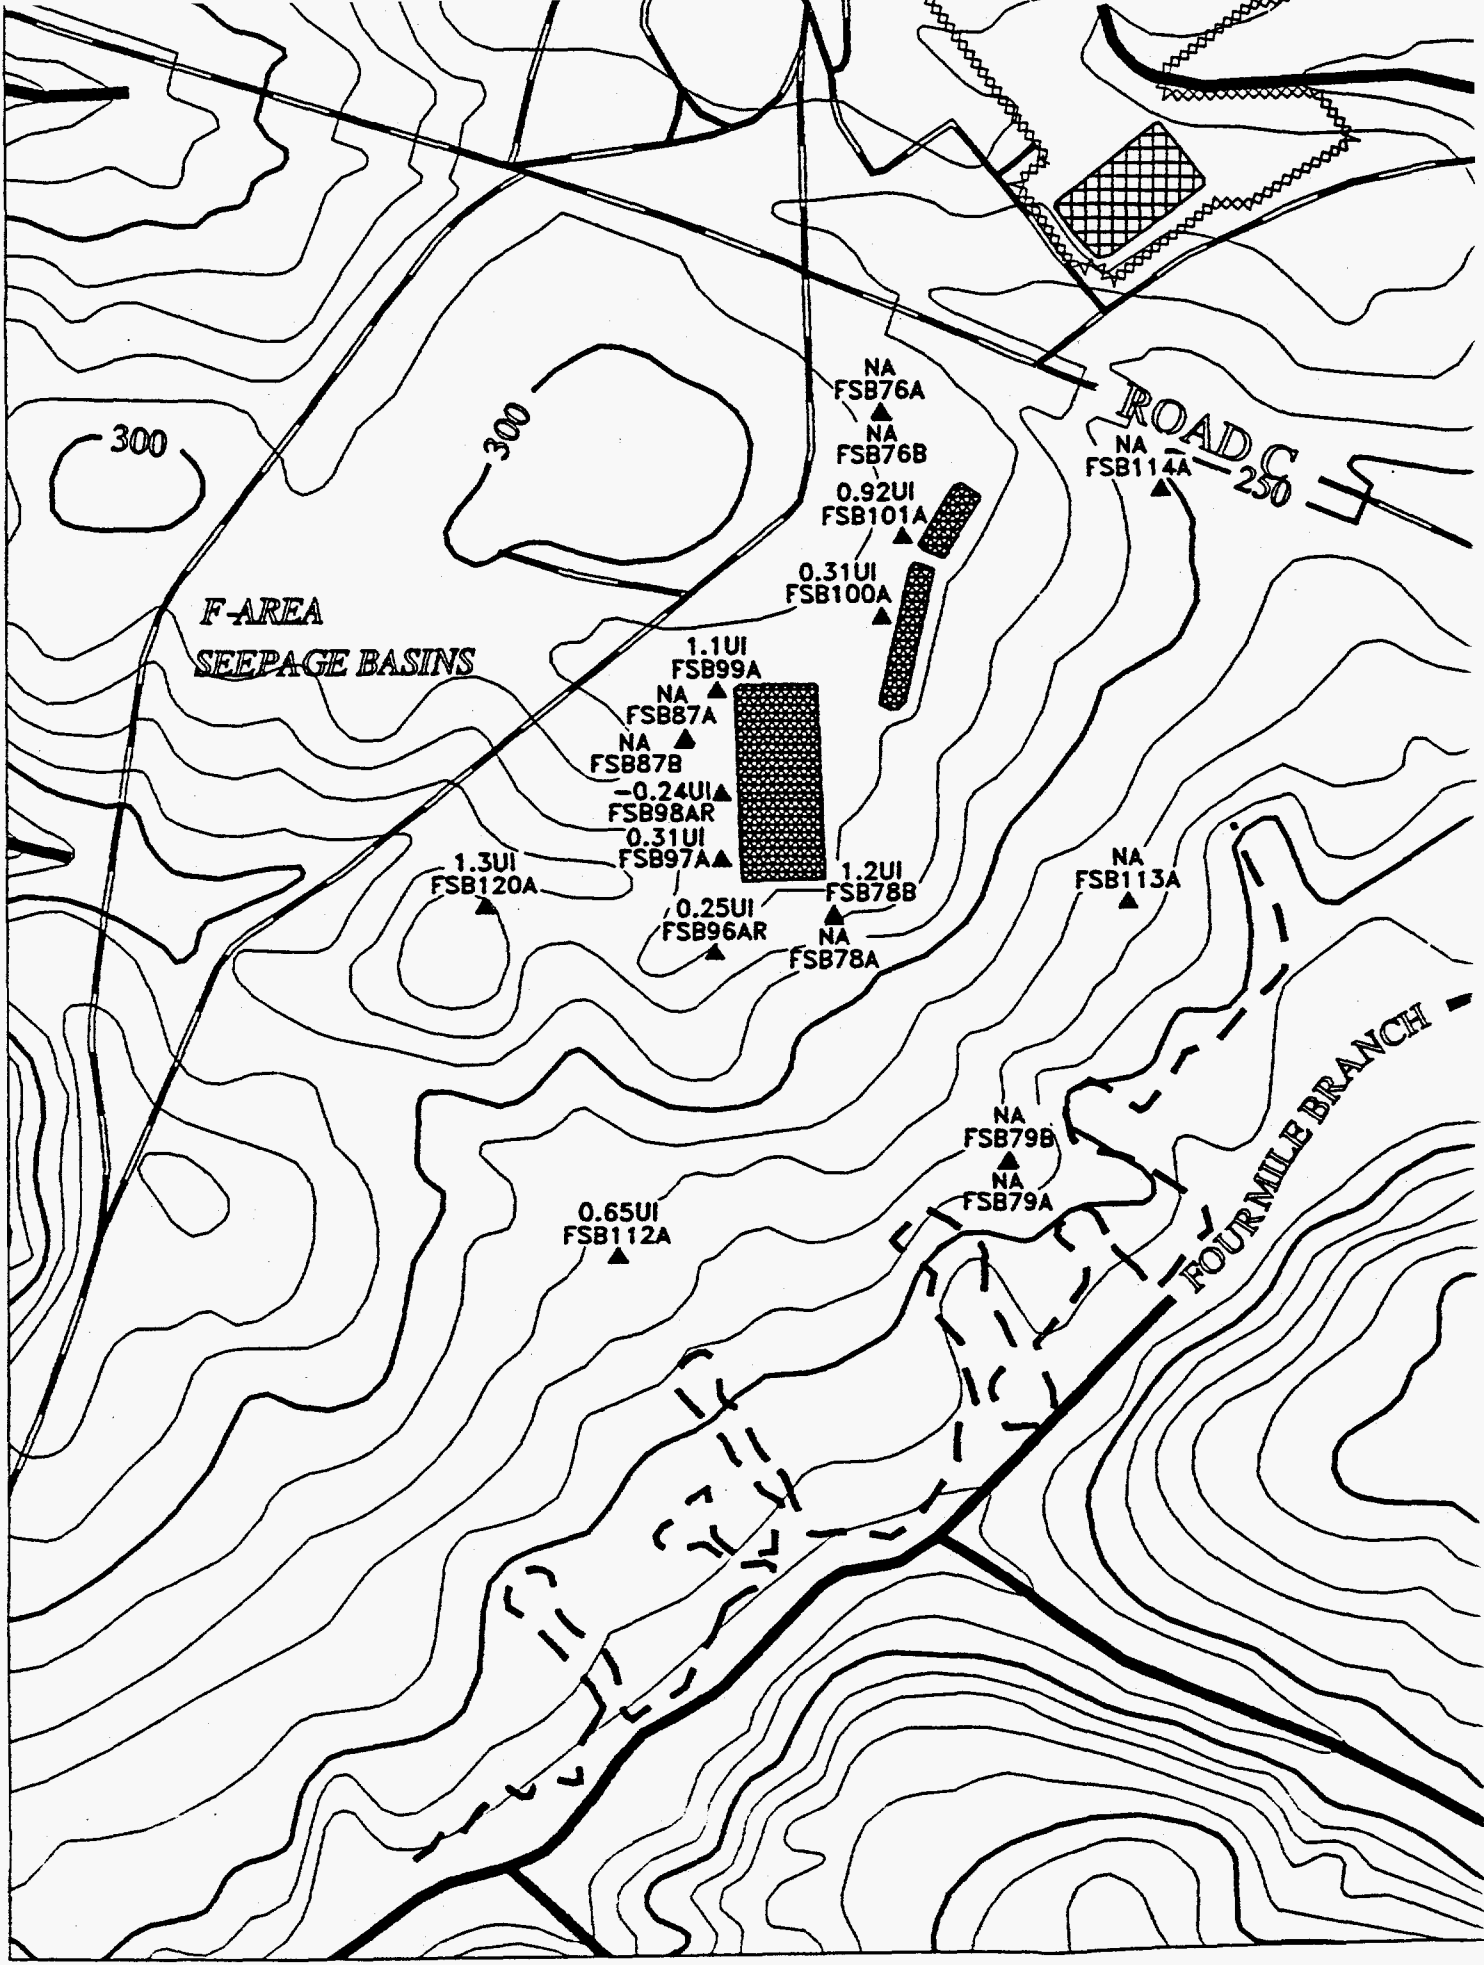 NA
FSB76A
NA
FSB76B
ROAD C
NA
FSB114A
250
300
300
0.92UI
FSB101A
0.31UI
FSB100A
F-AREA
SEEPAGE BASINS
1.1UI
FSB99A
NA
FSB87A
NA
FSB87B
-0.24UI
FSB98AR
0.31UI
FSB97A
1.3UI
FSB120A
1.2UI
FSB78B
NA
FSB113A
0.25UI
FSB96AR
NA
FSB78A
FOURMILE BRANCH
NA
FSB79B
NA
FSB79A
0.65UI
FSB112A